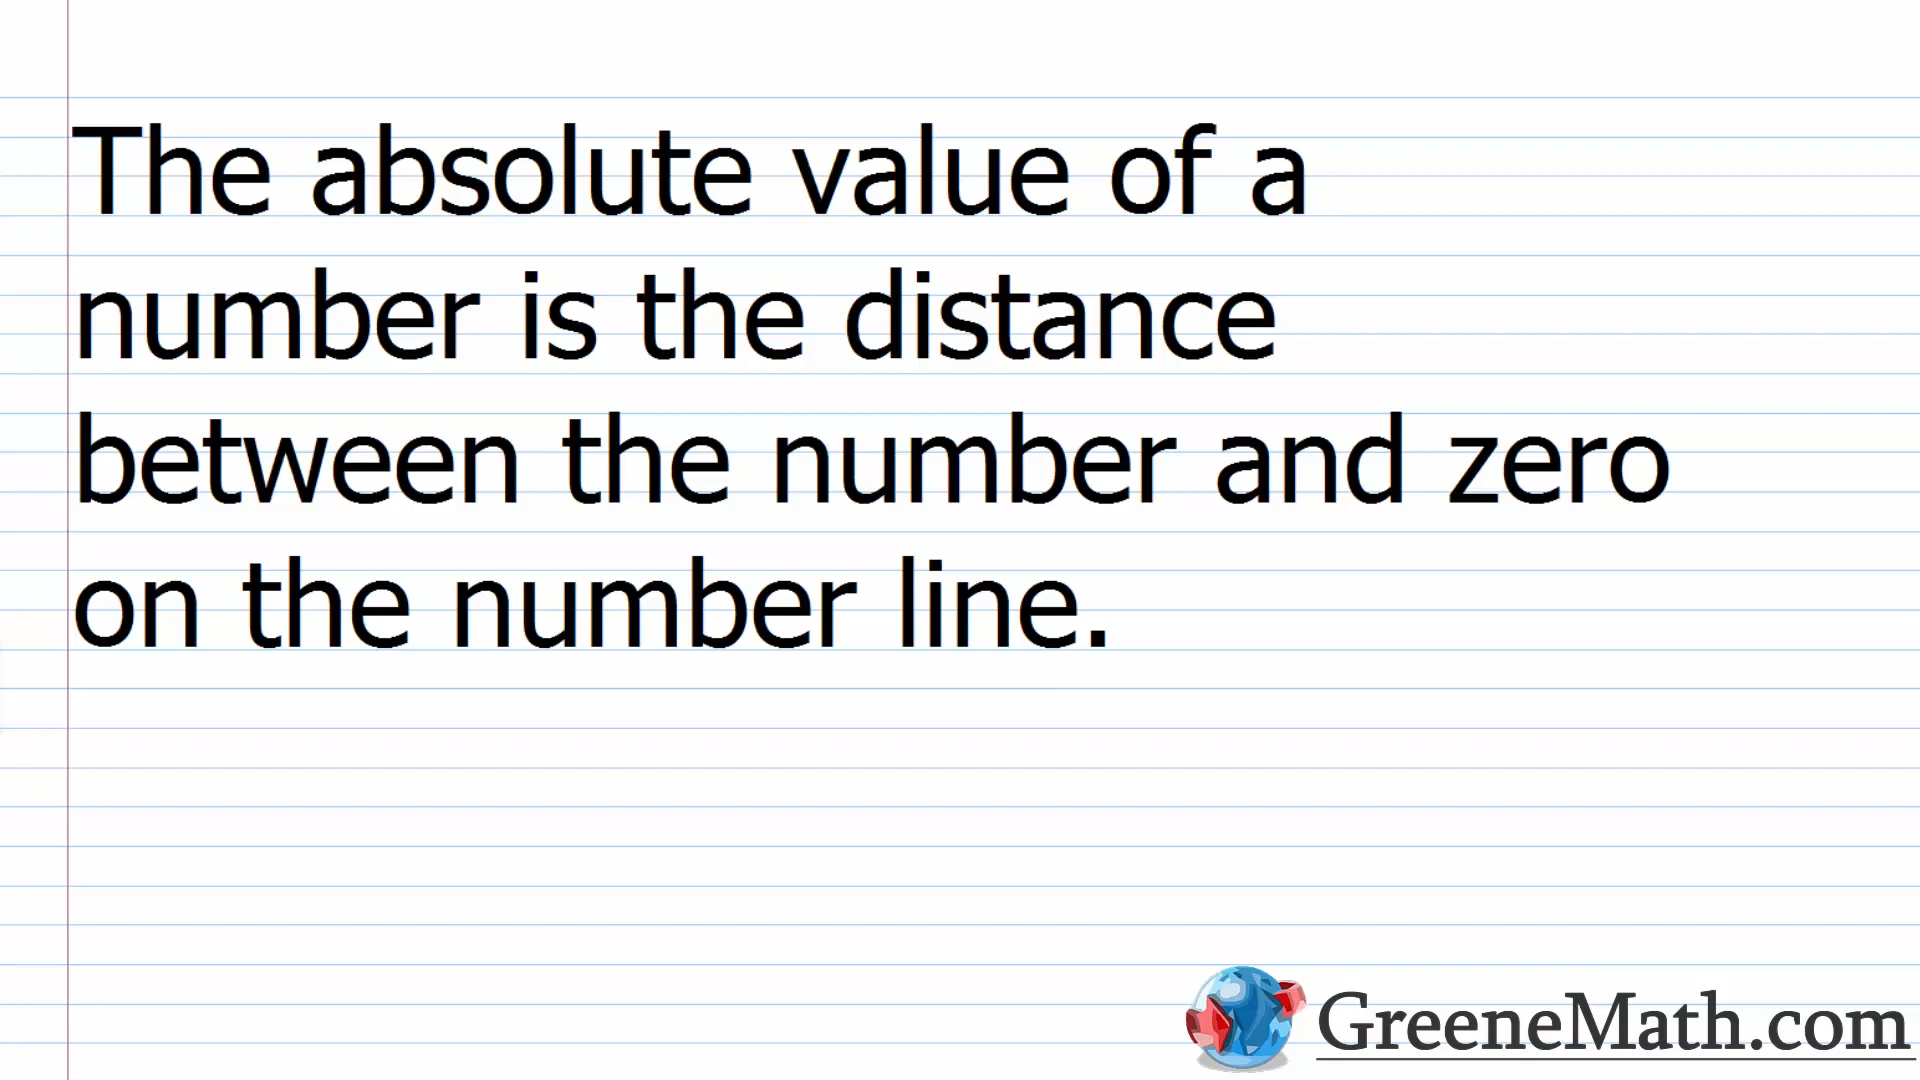 The absolute value of a
number is the distance
between the number and zero
on the number line.
GreeneMath.com